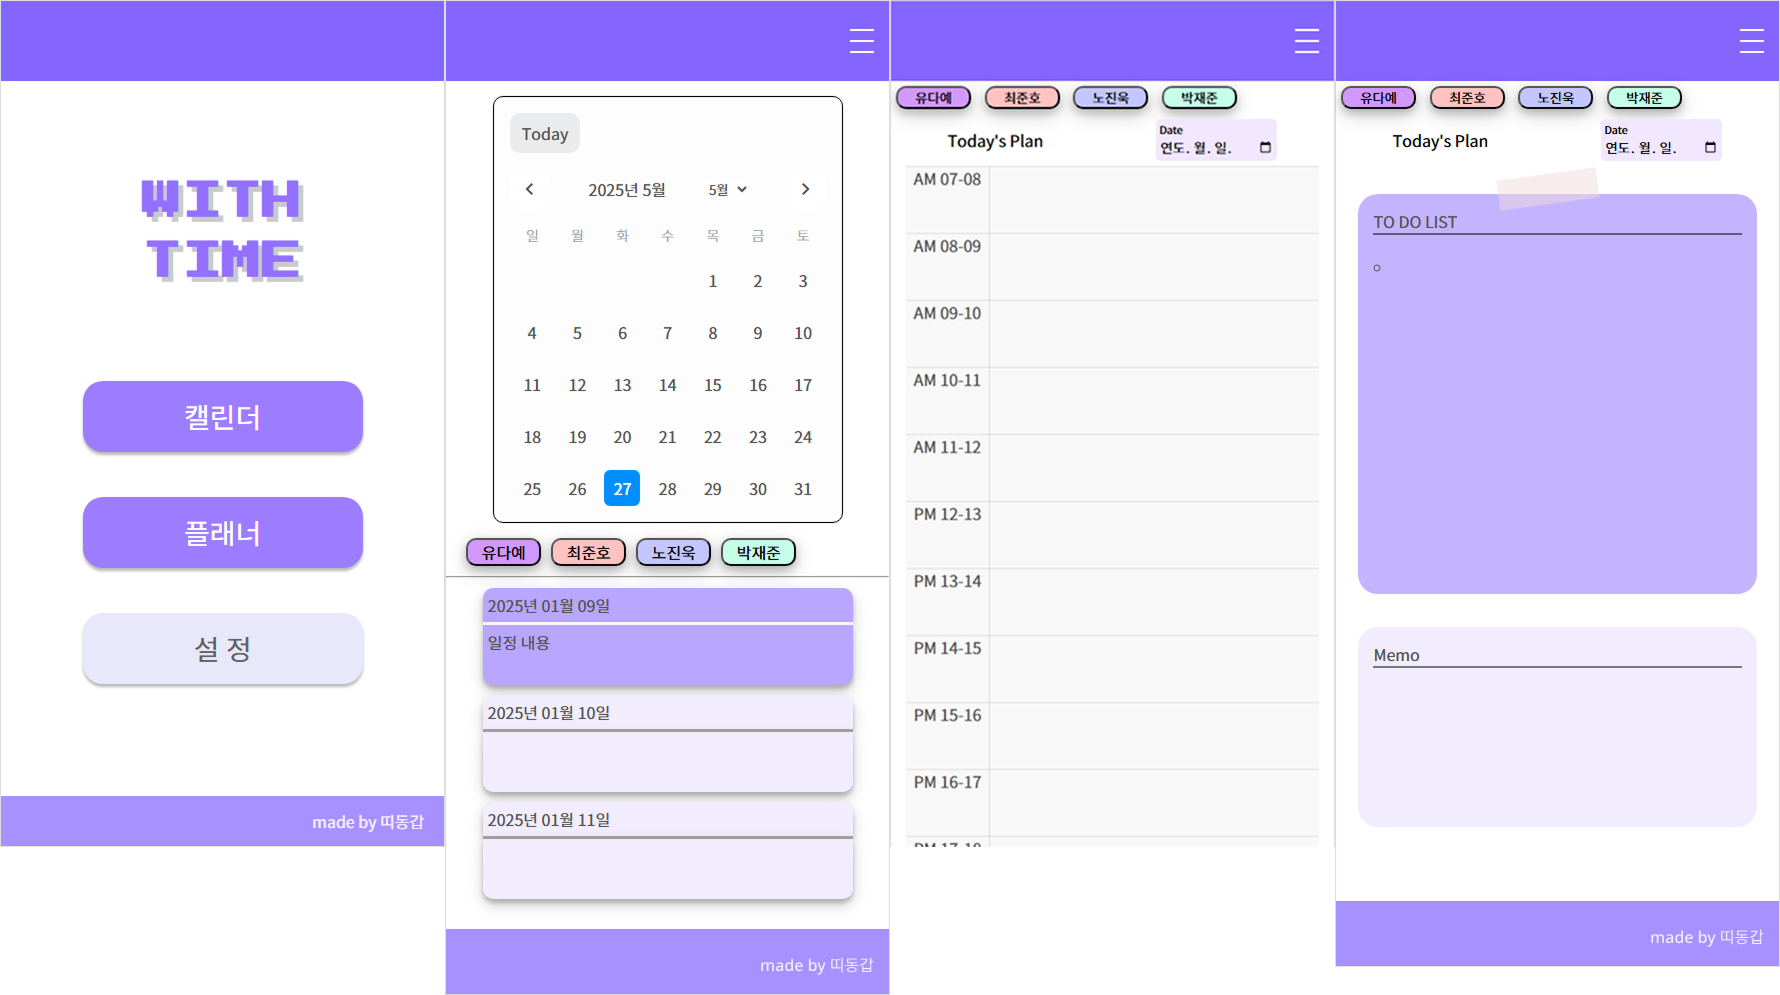 WITH
TIME
캘린더
플래너
설 정
made by 띠동갑
Today
2025년 5월 5월
일 월 화 수 목 금 토
1 2 3
4 5 6 7 8 9 10
11 12 13 14 15 16 17
18 19 20 21 22 23 24
25 26 27 28 29 30 31
유다예 최준호 노진욱 박재준
2025년 01월 09일
일정 내용
2025년 01월 10일
2025년 01월 11일
made by 띠동갑
유다예 최준호 노진욱 박재준
Today's Plan
Date
연도. 월. 일.
AM 07-08
AM 08-09
AM 09-10
AM 10-11
AM 11-12
PM 12-13
PM 13-14
PM 14-15
PM 15-16
PM 16-17
PM 17-18
유다예 최준호 노진욱 박재준
Today's Plan
Date
연도. 월. 일.
TO DO LIST
Memo
made by 띠동갑